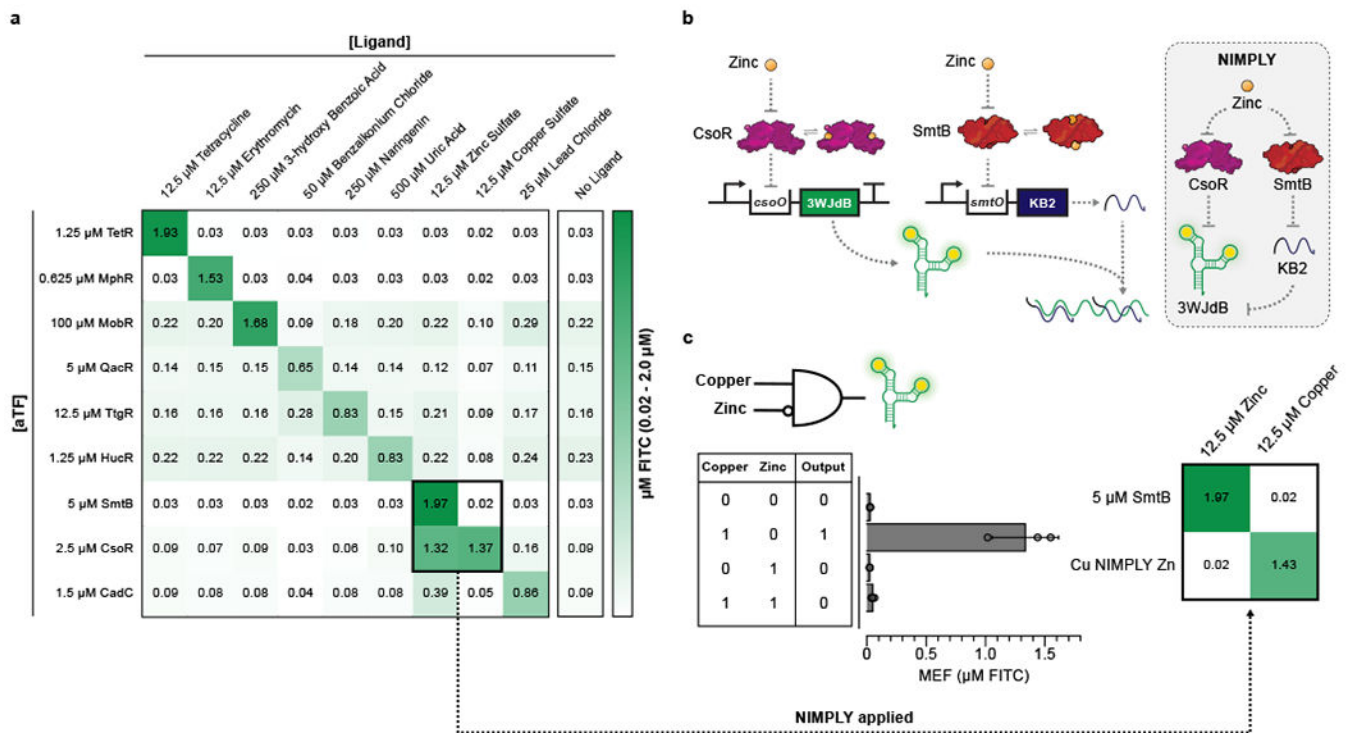 a
[Ligand]
12.5 µM Tetracycline
12.5 µM Erythromycin
250 µM 3-hydroxy Benzoic Acid
50 µM Benzalkonium Chloride
250 µM Naringenin
500 µM Uric Acid
12.5 µM Zinc Sulfate
12.5 µM Copper Sulfate
25 µM Lead Chloride
No Ligand
[aTF]
1.25 µM TetR 1.93 0.03 0.03 0.03 0.03 0.03 0.03 0.02 0.03 0.03
0.625 µM MphR 0.03 1.53 0.03 0.04 0.03 0.03 0.03 0.02 0.03 0.03
100 µM MobR 0.22 0.20 1.68 0.09 0.18 0.20 0.22 0.10 0.29 0.22
5 µM QacR 0.14 0.15 0.15 0.65 0.14 0.14 0.12 0.07 0.11 0.15
12.5 µM TtgR 0.16 0.16 0.16 0.28 0.83 0.15 0.21 0.09 0.17 0.16
1.25 µM HucR 0.22 0.22 0.22 0.14 0.20 0.83 0.22 0.08 0.24 0.23
5 µM SmtB 0.03 0.03 0.03 0.02 0.03 0.03 1.97 0.02 0.03 0.03
2.5 µM CsoR 0.09 0.07 0.09 0.03 0.06 0.10 1.32 1.37 0.16 0.09
1.5 µM CadC 0.09 0.08 0.08 0.04 0.08 0.08 0.39 0.05 0.86 0.09
µM FITC (0.02 - 2.0 µM)
b
Zinc
CsoR
csoO
3WJdB
Zinc
SmtB
smtO
KB2
NIMPLY
Zinc
CsoR
SmtB
KB2
3WJdB
c
Copper
Zinc
Copper Zinc Output
0 0 0
1 0 1
0 1 0
1 1 0
0 1.0 1.5
MEF (µM FITC)
12.5 µM Zinc
12.5 µM Copper
5 µM SmtB 1.97 0.02
Cu NIMPLY Zn 0.02 1.43
NIMPLY applied